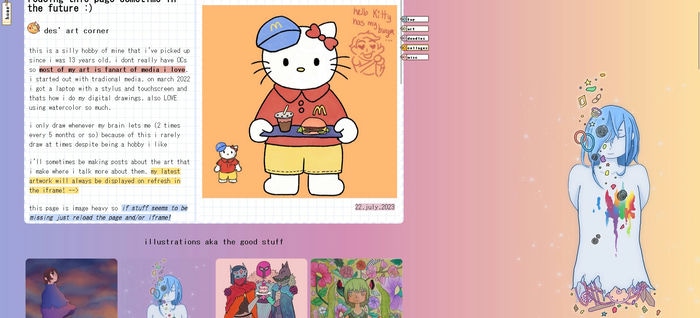 reading this page sometime in
the future :)
des' art corner
this is a silly hobby of mine that i've picked up
since i was 13 years old. i dont really have OCs
so most of my art is fanart of media i love.
i started out with tradional media. on march 2022
i got a laptop with a stylus and touchscreen and
thats how i do my digital drawings. also LOVE
using watercolor so much.
i only draw whenever my brain lets me (2 times
every 5 months or so) because of this i rarely
draw at times despite being a hobby i like
i'll sometimes be making posts about the art that
i make where i talk more about them. my latest
artwork will always be displayed on refresh in
the iframe! -->
this page is image heavy so if stuff seems to be
missing just reload the page and/or iframe!
hello Kitty
has my
burger
22.july.2023
top
art
doodles
collages
misc
illustrations aka the good stuff